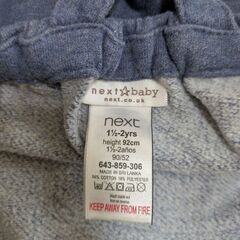 next☆baby
next.co.uk
next
1½-2yrs
height 92cm
1½-2años
90/52
643-859-306
MADE IN SRI LANKA
84% COTTON 16% POLYESTER
KEEP AWAY FROM FIRE